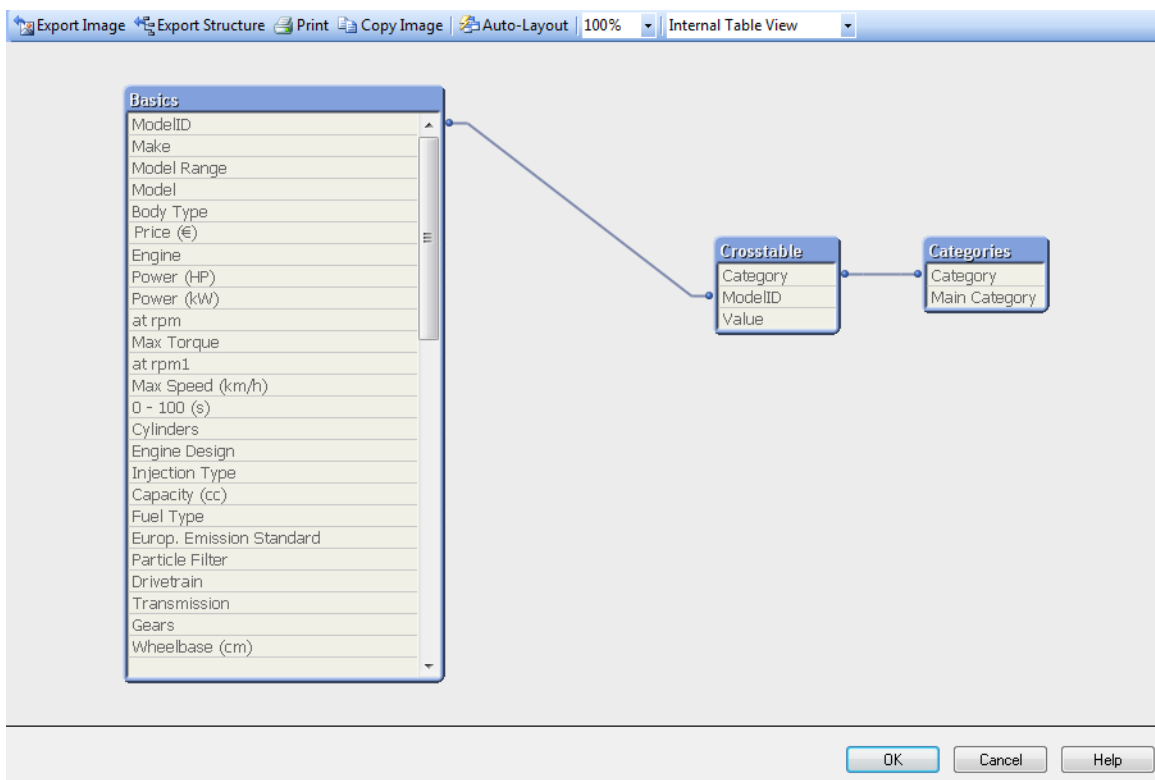 Export Image Export Structure Print Copy Image Auto-Layout 100% Internal Table View
Basics
ModelID
Make
Model Range
Model
Body Type
Price (€)
Engine
Power (HP)
Power (kW)
at rpm
Max Torque
at rpm1
Max Speed (km/h)
0 - 100 (s)
Cylinders
Engine Design
Injection Type
Capacity (cc)
Fuel Type
Europ. Emission Standard
Particle Filter
Drivetrain
Transmission
Gears
Wheelbase (cm)
Crosstable
Category
ModelID
Value
Categories
Category
Main Category
OK Cancel Help